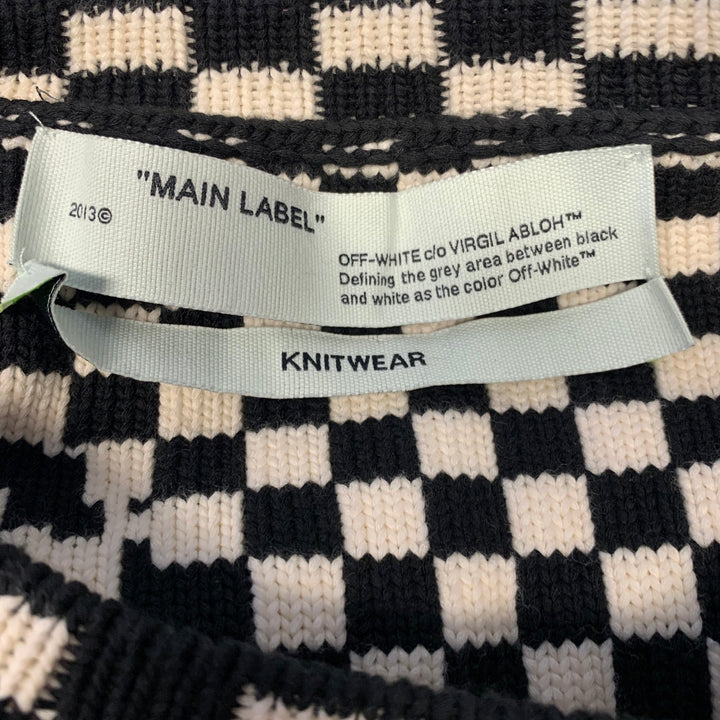 "MAIN LABEL"
2013©
OFF-WHITE c/o VIRGIL ABLOH™
Defining the grey area between black
and white as the color Off-White™
KNITWEAR